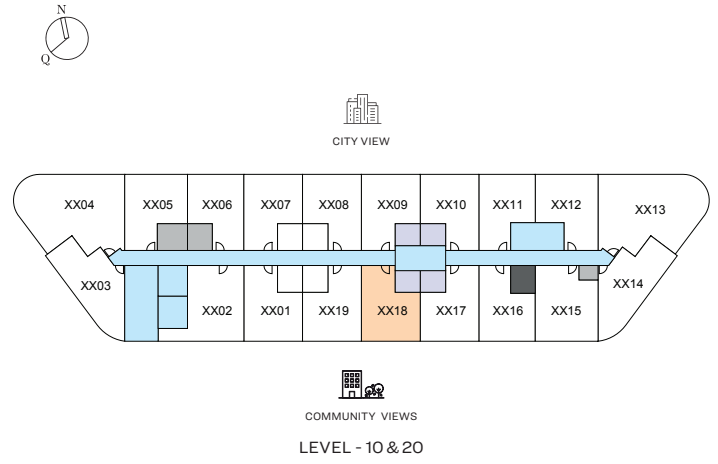 N
Q
CITY VIEW
XX04 XX05 XX06 XX07 XX08 XX09 XX10 XX11 XX12 XX13
XX03 XX14
XX02 XX01 XX19 XX18 XX17 XX16 XX15
COMMUNITY VIEWS
LEVEL - 10 & 20